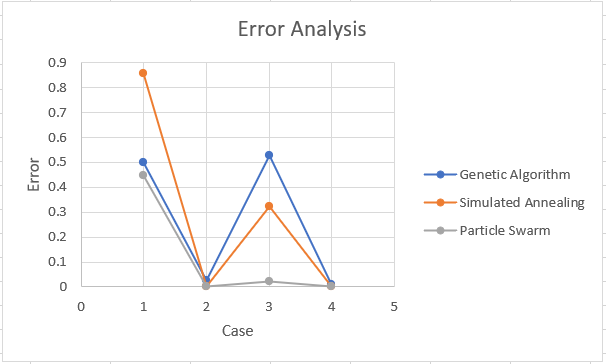 Error Analysis
0.9
0.8
0.7
0.6
0.5
0.4
0.3
0.2
0.1
0
Error
0 1 2 3 4 5
Case
Genetic Algorithm
Simulated Annealing
Particle Swarm